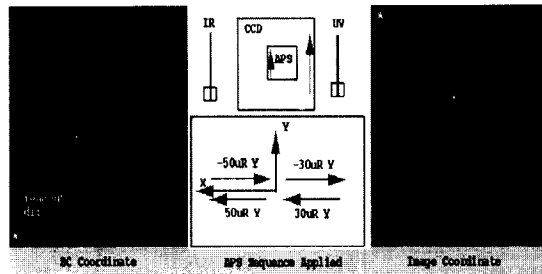 IR
UV
CCD
APS
Y
-50uR Y
-30uR Y
X
50uR Y
30uR Y
SC Coordinate
APS Sequence Applied
Image Coordinate